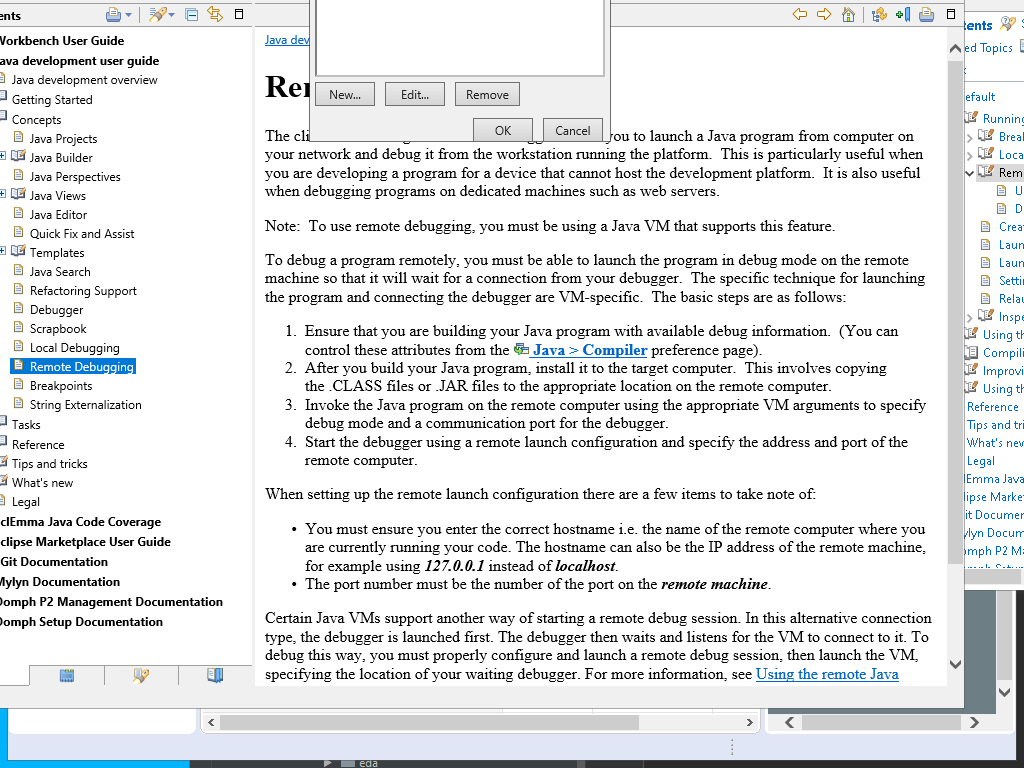 ents
Workbench User Guide
ava development user guide
Java development overview
Getting Started
Concepts
Java Projects
Java Builder
Java Perspectives
Java Views
Java Editor
Quick Fix and Assist
Templates
Java Search
Refactoring Support
Debugger
Scrapbook
Local Debugging
Remote Debugging
Breakpoints
String Externalization
Tasks
Reference
Tips and tricks
What's new
Legal
clEmma Java Code Coverage
clipse Marketplace User Guide
Git Documentation
Mylyn Documentation
Oomph P2 Management Documentation
Oomph Setup Documentation
New...
Edit...
Remove
OK
Cancel
Java dev
Re
The cli
you to launch a Java program from computer on
your network and debug it from the workstation running the platform.  This is particularly useful when
you are developing a program for a device that cannot host the development platform.  It is also useful
when debugging programs on dedicated machines such as web servers.
Note:  To use remote debugging, you must be using a Java VM that supports this feature.
To debug a program remotely, you must be able to launch the program in debug mode on the remote
machine so that it will wait for a connection from your debugger.  The specific technique for launching
the program and connecting the debugger are VM-specific.  The basic steps are as follows:
1. Ensure that you are building your Java program with available debug information.  (You can
control these attributes from the Java > Compiler preference page).
2. After you build your Java program, install it to the target computer.  This involves copying
the .CLASS files or .JAR files to the appropriate location on the remote computer.
3. Invoke the Java program on the remote computer using the appropriate VM arguments to specify
debug mode and a communication port for the debugger.
4. Start the debugger using a remote launch configuration and specify the address and port of the
remote computer.
When setting up the remote launch configuration there are a few items to take note of:
• You must ensure you enter the correct hostname i.e. the name of the remote computer where you
are currently running your code. The hostname can also be the IP address of the remote machine,
for example using 127.0.0.1 instead of localhost.
• The port number must be the number of the port on the remote machine.
Certain Java VMs support another way of starting a remote debug session. In this alternative connection
type, the debugger is launched first. The debugger then waits and listens for the VM to connect to it. To
debug this way, you must properly configure and launch a remote debug session, then launch the VM,
specifying the location of your waiting debugger. For more information, see Using the remote Java
tents
ed Topics
efault
Running
Brea
Loca
Rem
U
D
Crea
Laun
Laun
Setti
Rela
Inspe
Using th
Compili
Improvi
Using th
Reference
Tips and tri
What's new
Legal
lEmma Java
lipse Marke
it Documen
ylyn Docum
omph P2 M
eda